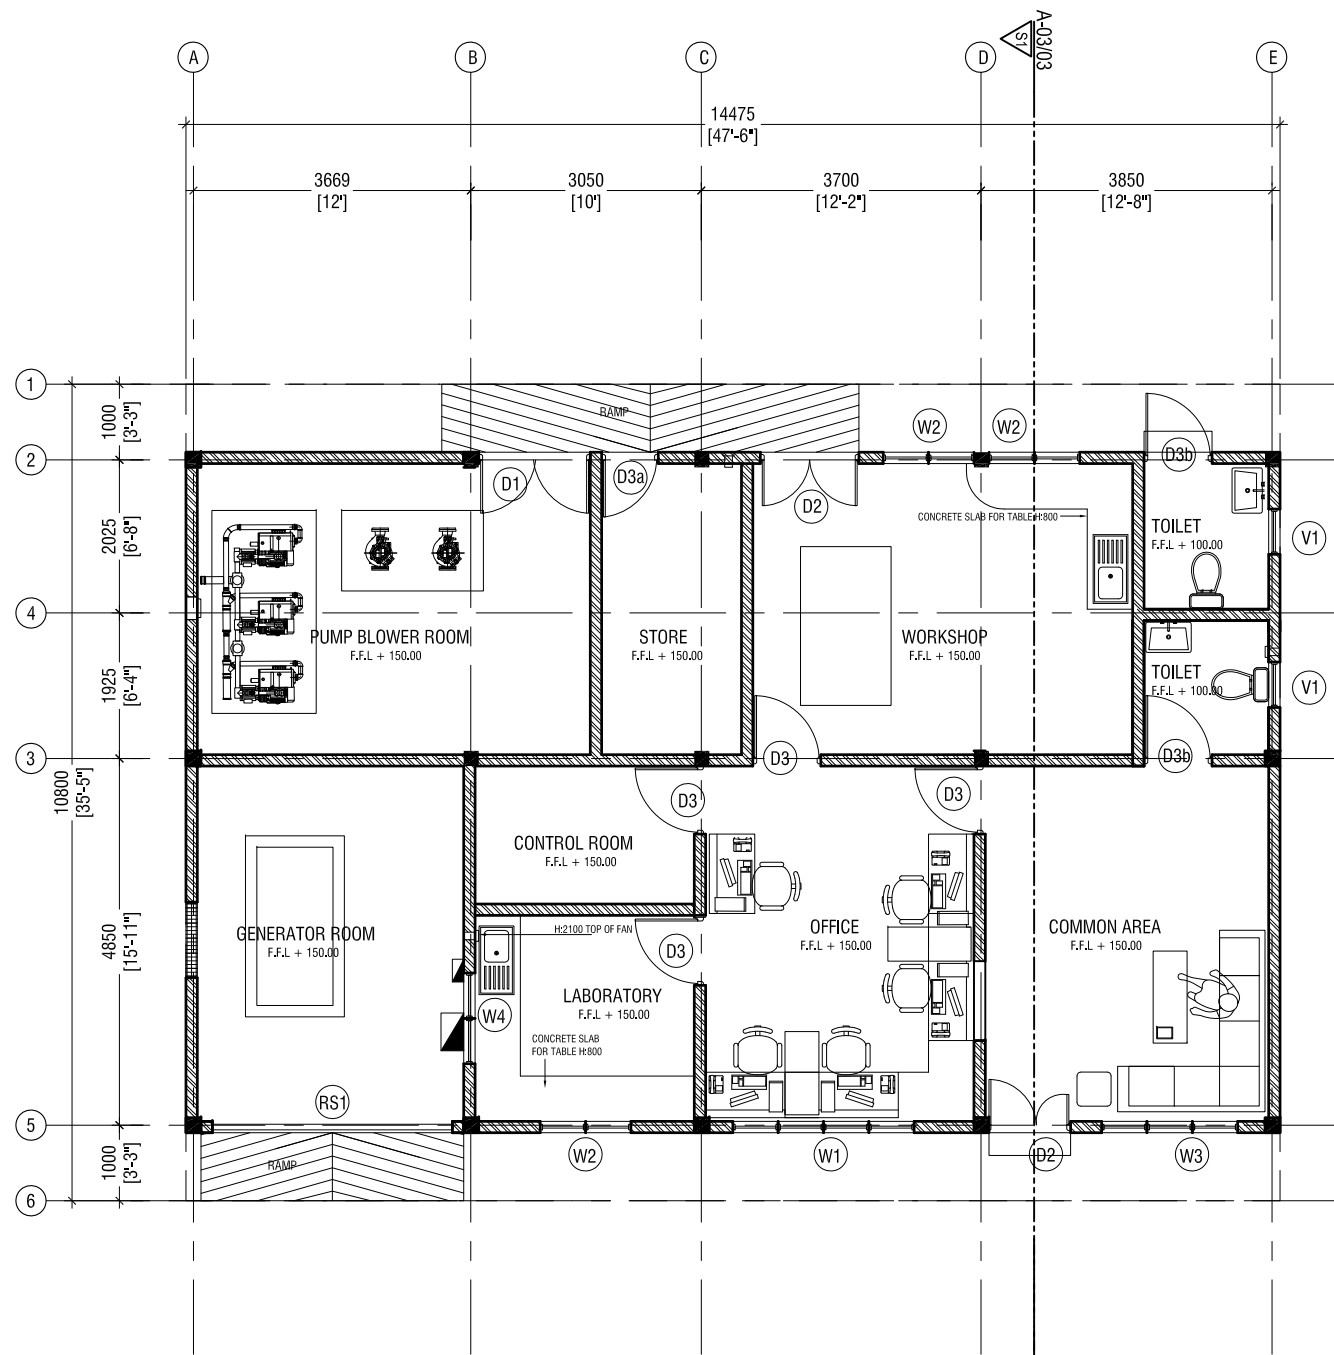 A-03/03
S1
A
B
C
D
E
14475
[47'-6"]
3669
[12']
3050
[10']
3700
[12'-2"]
3850
[12'-8"]
1
1000
[3'-3"]
RAMP
W2
W2
2
D1
D3a
D2
D3b
2025
[6'-8"]
CONCRETE SLAB FOR TABLE H:800
TOILET
F.F.L + 100.00
V1
4
PUMP BLOWER ROOM
F.F.L + 150.00
STORE
F.F.L + 150.00
WORKSHOP
F.F.L + 150.00
1925
[6'-4"]
TOILET
F.F.L + 100.00
V1
3
D3
D3b
10800
[35'-5"]
D3
D3
CONTROL ROOM
F.F.L + 150.00
4850
[15'-11"]
GENERATOR ROOM
F.F.L + 150.00
H:2100 TOP OF FAN
D3
OFFICE
F.F.L + 150.00
COMMON AREA
F.F.L + 150.00
LABORATORY
F.F.L + 150.00
W4
CONCRETE SLAB
FOR TABLE H:800
RS1
5
1000
[3'-3"]
RAMP
W2
W1
D2
W3
6